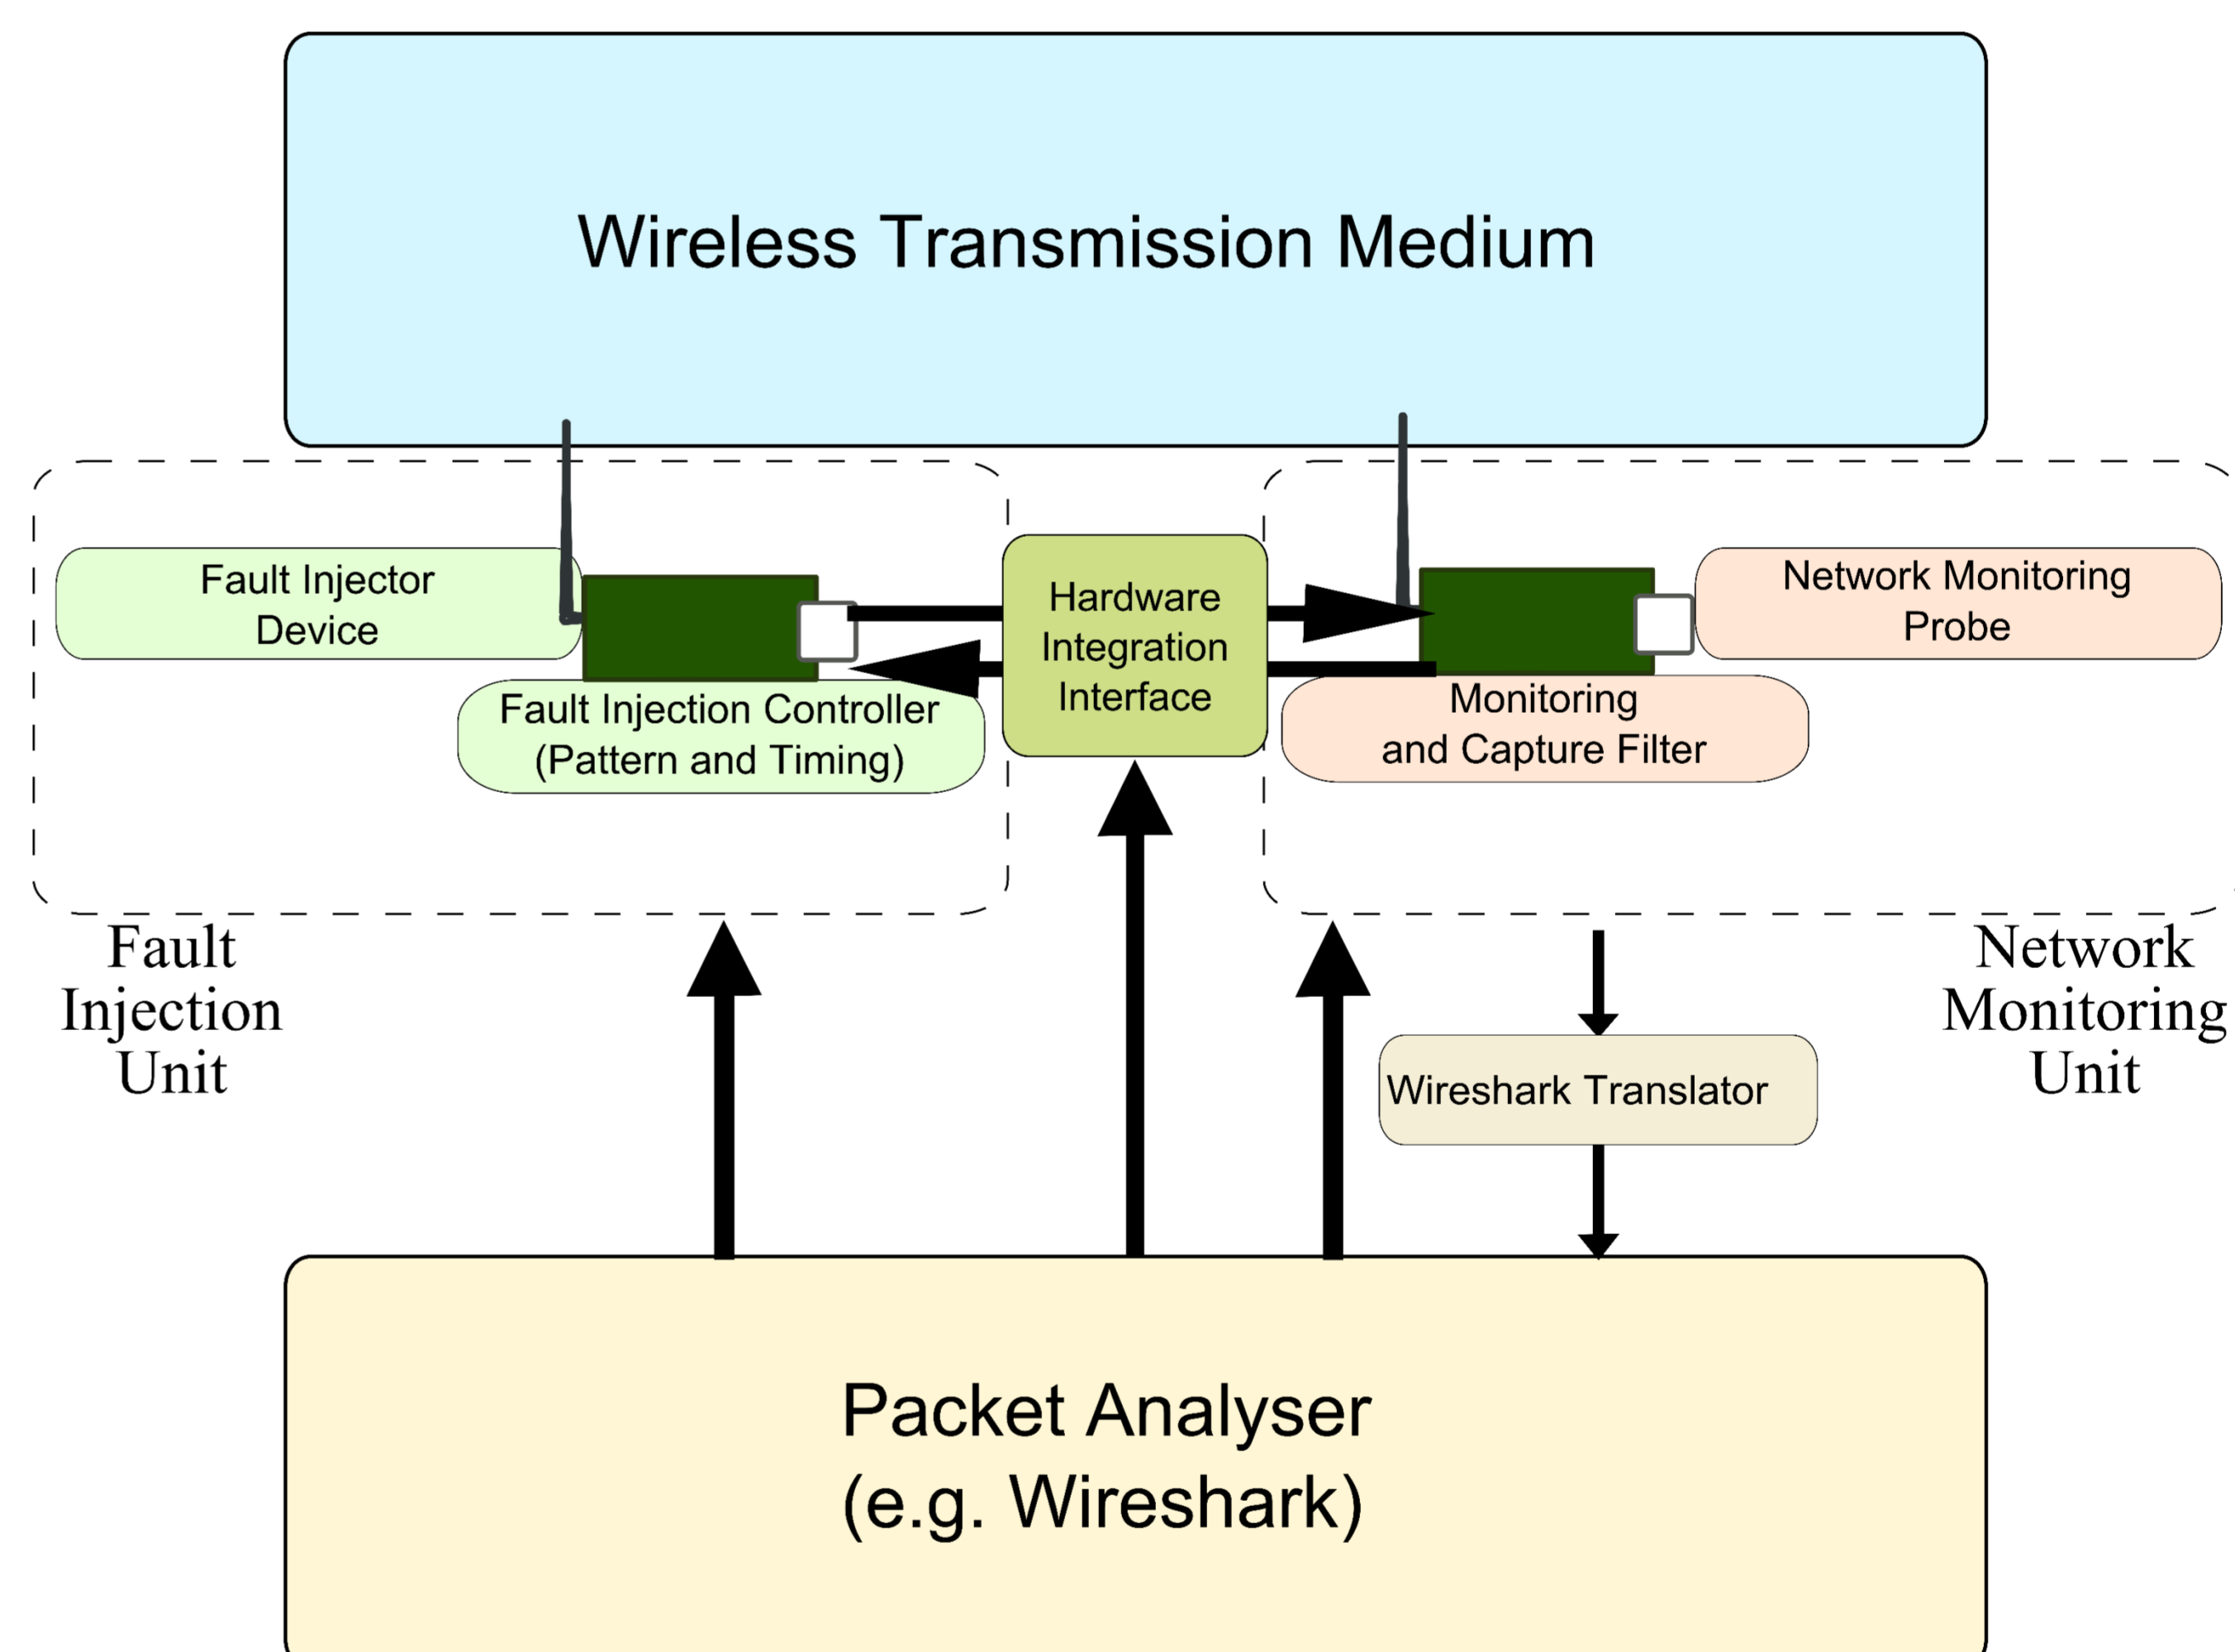 Wireless Transmission Medium
Fault Injector
Device
Fault Injection Controller
(Pattern and Timing)
Hardware
Integration
Interface
Network Monitoring
Probe
Monitoring
and Capture Filter
Fault
Injection
Unit
Network
Monitoring
Unit
Wireshark Translator
Packet Analyser
(e.g. Wireshark)